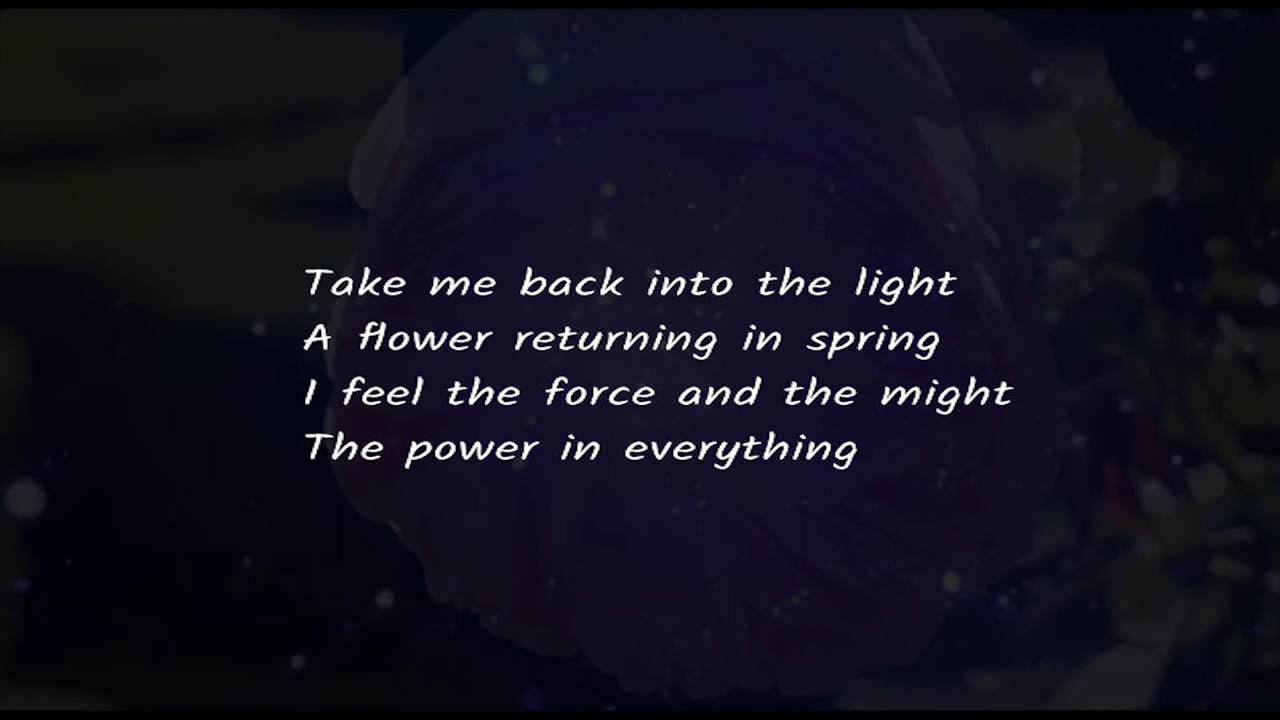 Take me back into the light
A flower returning in spring
I feel the force and the might
The power in everything